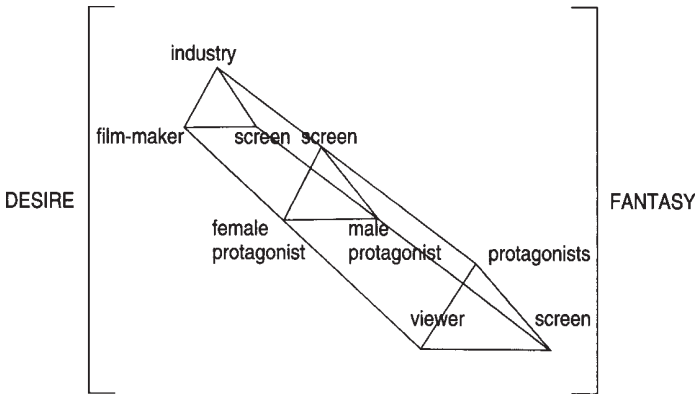 industry
film-maker
screen
screen
DESIRE
FANTASY
female
protagonist
male
protagonist
protagonists
viewer
screen